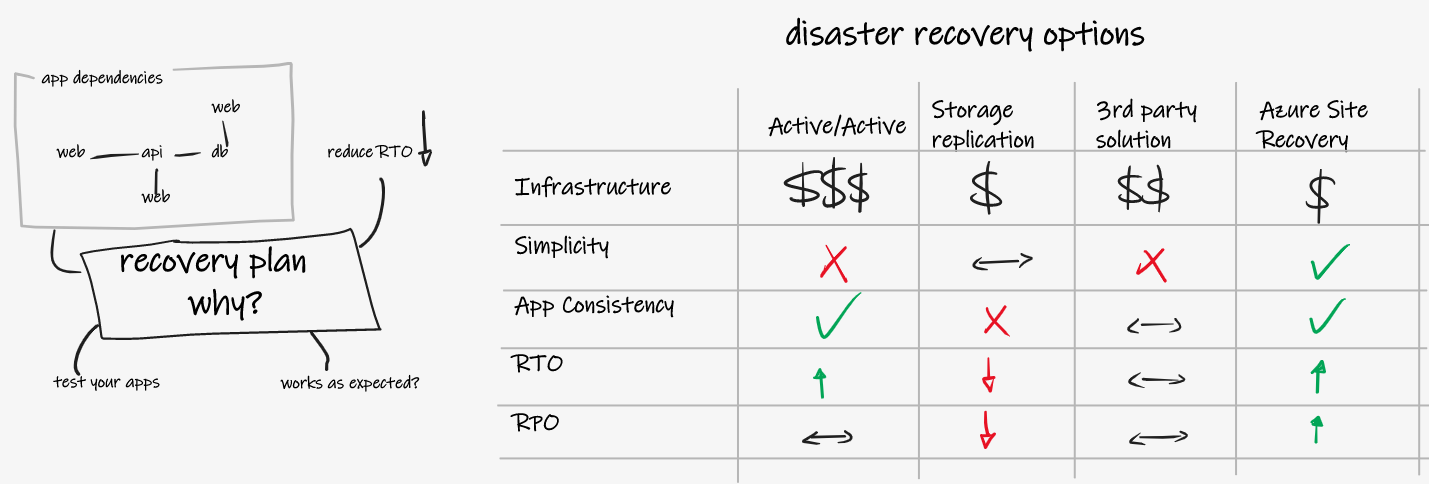 disaster recovery options
app dependencies
web
web api db
web
reduce RTO
recovery plan
why?
test your apps
works as expected?
Active/Active
Storage
replication
3rd party
solution
Azure Site
Recovery
Infrastructure $$$ $ $$ $
Simplicity
App Consistency
RTO
RPO